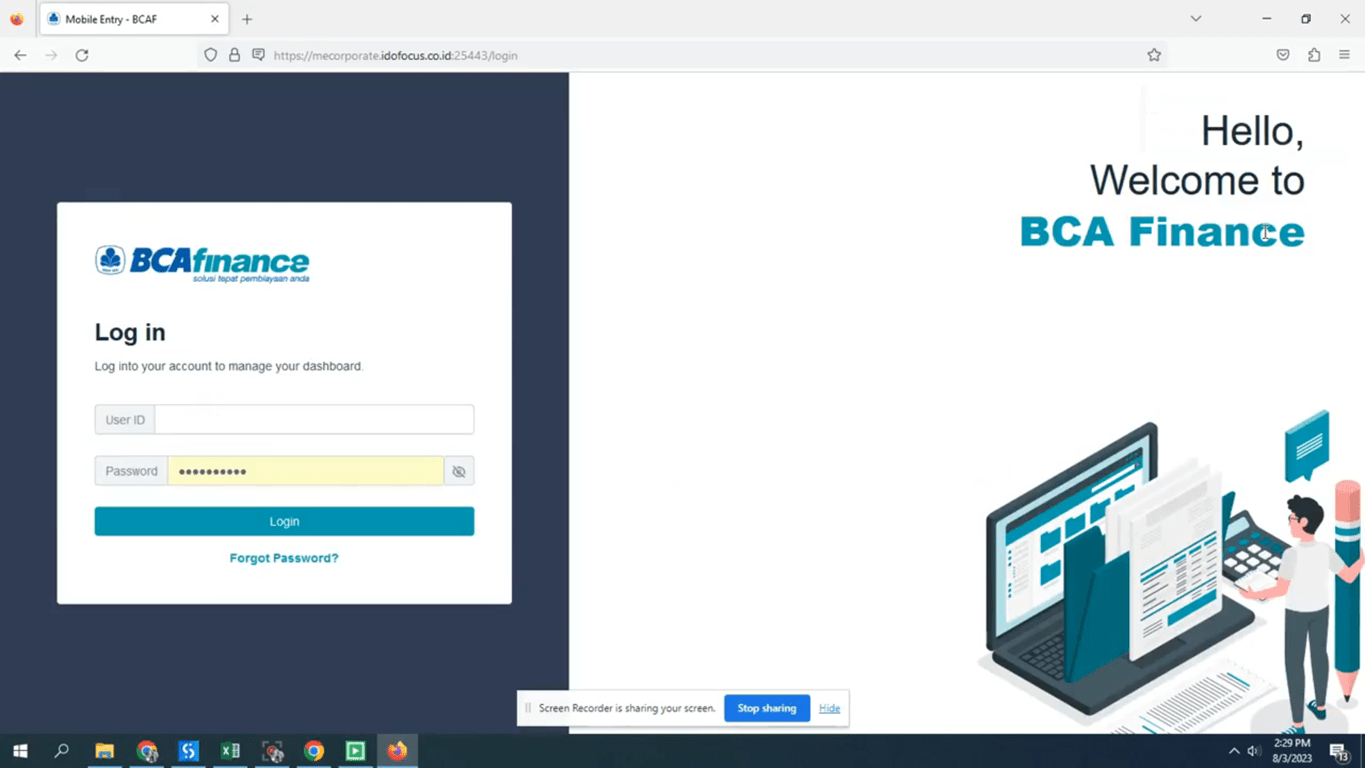 Mobile Entry - BCAF
https://mecorporate.idofocus.co.id:25443/login
BCAfinance
solusi tepat pembiayaan anda
Log in
Log into your account to manage your dashboard.
User ID
Password
Login
Forgot Password?
Hello,
Welcome to
BCA Finance
Screen Recorder is sharing your screen.
Stop sharing
Hide
2:29 PM
8/3/2023
13